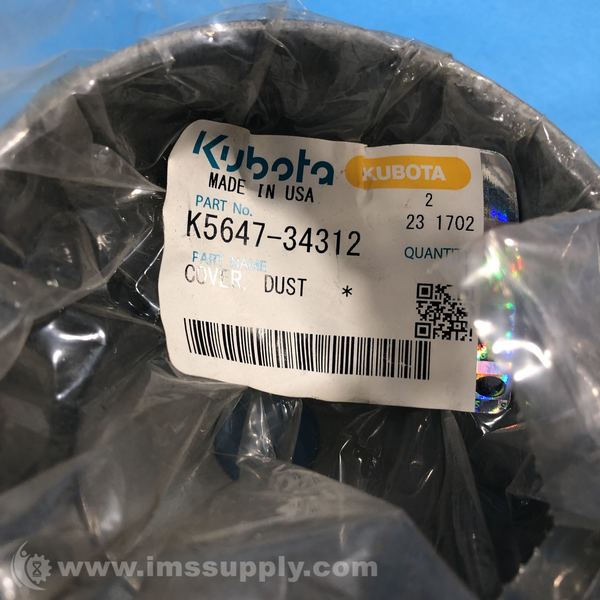 Kubota KUBOTA
MADE IN USA
2
PART No.
23 1702
K5647-34312
QUANTI
PART NAME
COVER, DUST *
www.imssupply.com